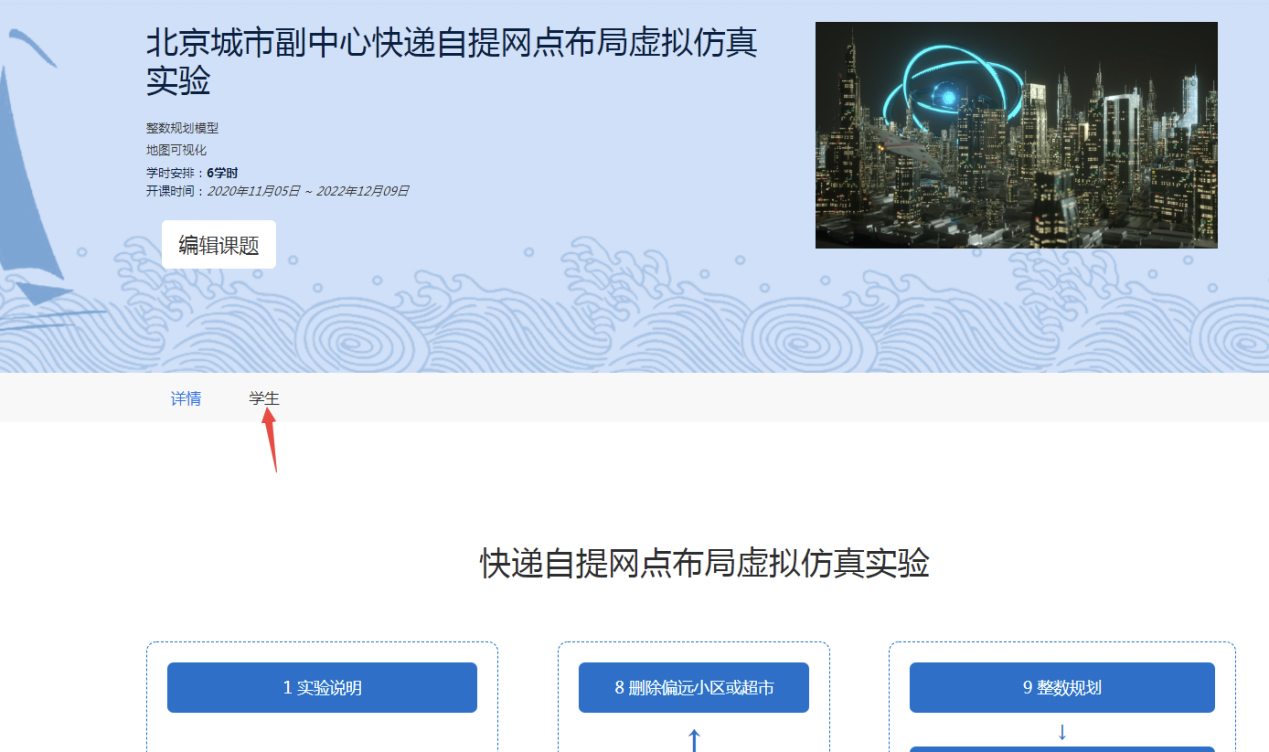 北京城市副中心快递自提网点布局虚拟仿真
实验
整数规划模型
地图可视化
学时安排：6学时
开课时间：2020年11月05日 ~ 2022年12月09日
编辑课题
详情
学生
快递自提网点布局虚拟仿真实验
1 实验说明
8 删除偏远小区或超市
↑
9 整数规划
↓